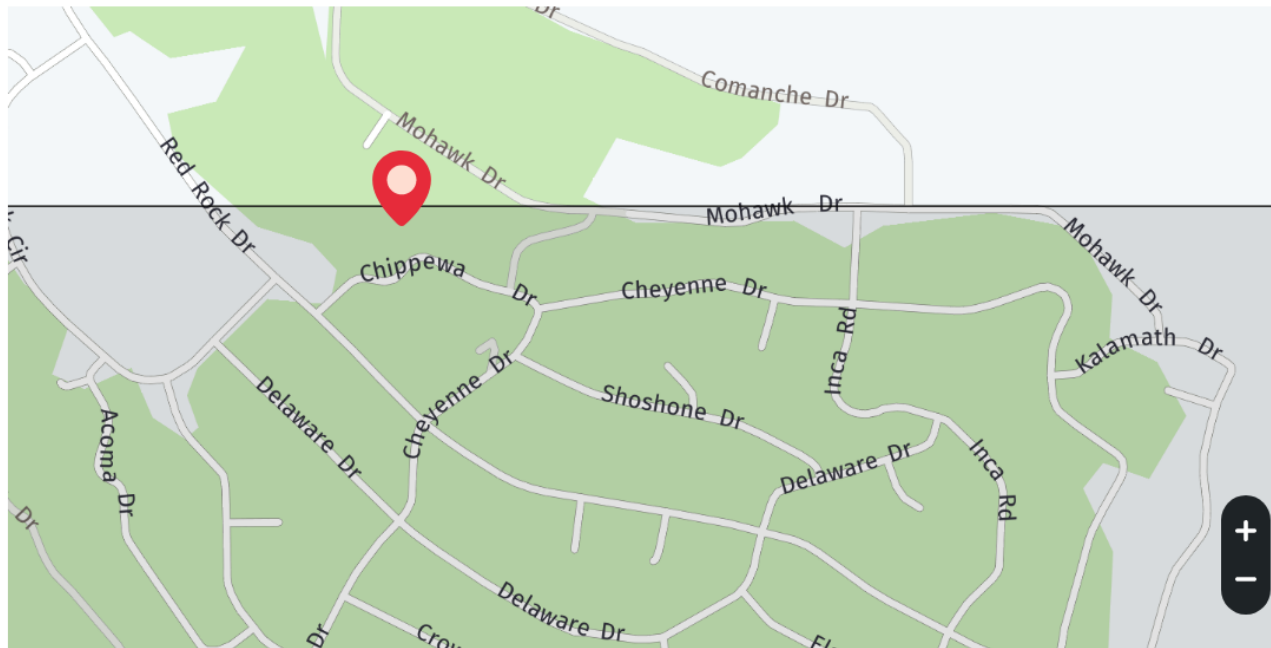 Dr
Comanche Dr
Mohawk Dr
Red Rock Dr
Mohawk Dr
Mohawk Dr
Cir
Chippewa Dr
Cheyenne Dr
Inca Rd
Kalamath Dr
Cheyenne Dr
Shoshone Dr
Delaware Dr
Acoma Dr
Delaware Dr
Inca Rd
Dr
Delaware Dr
Dr
+
−